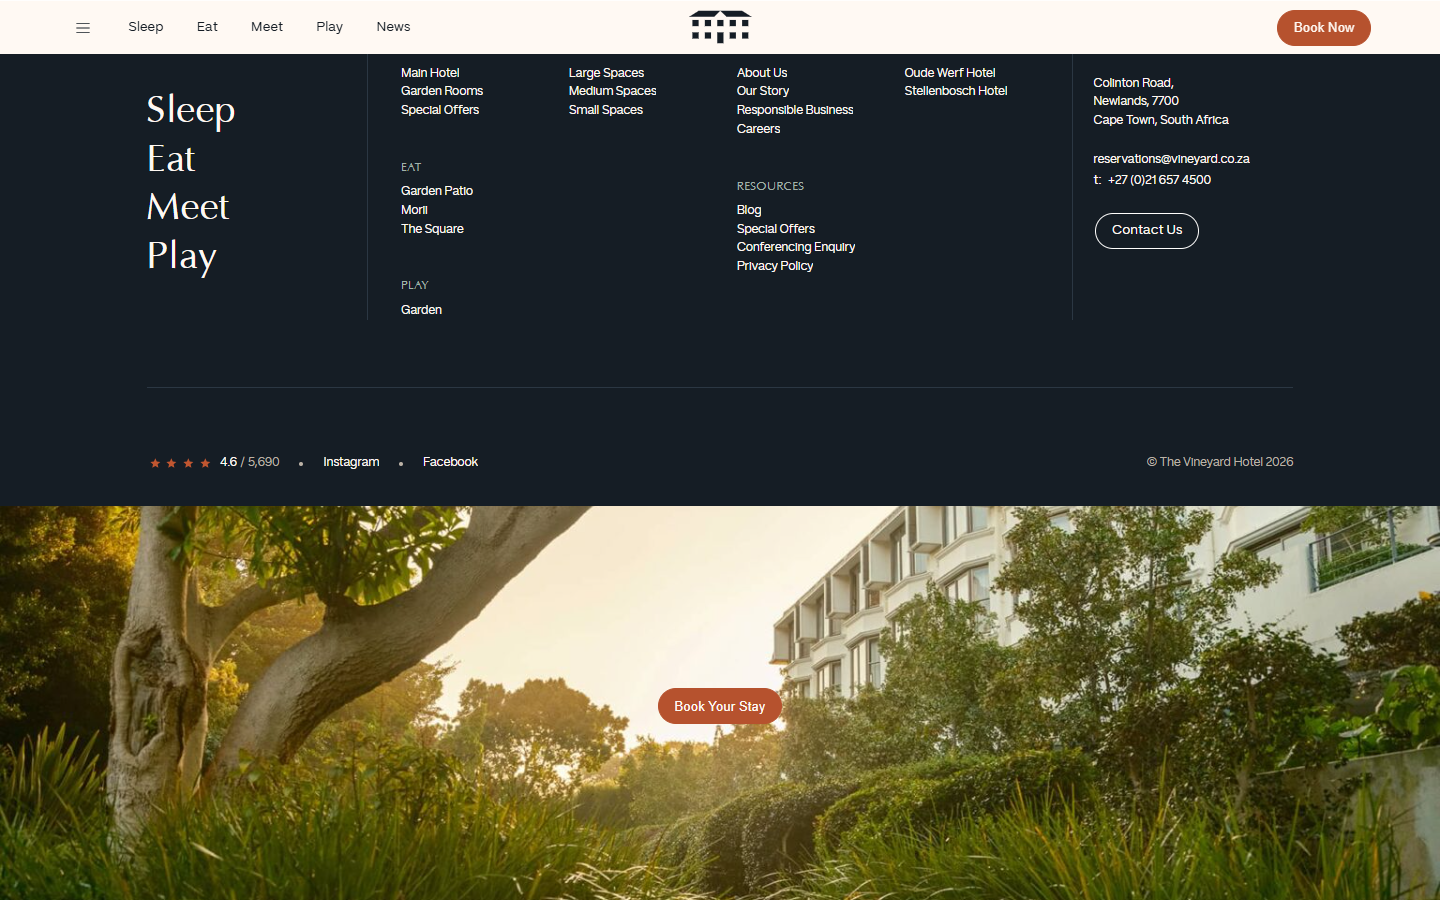 Sleep
Eat
Meet
Play
News
Book Now
Sleep
Eat
Meet
Play
Main Hotel
Garden Rooms
Special Offers
EAT
Garden Patio
Morii
The Square
PLAY
Garden
Large Spaces
Medium Spaces
Small Spaces
About Us
Our Story
Responsible Business
Careers
RESOURCES
Blog
Special Offers
Conferencing Enquiry
Privacy Policy
Oude Werf Hotel
Stellenbosch Hotel
Colinton Road,
Newlands, 7700
Cape Town, South Africa
reservations@vineyard.co.za
t: +27 (0)21 657 4500
Contact Us
4.6 / 5,690
Instagram
Facebook
© The Vineyard Hotel 2026
Book Your Stay